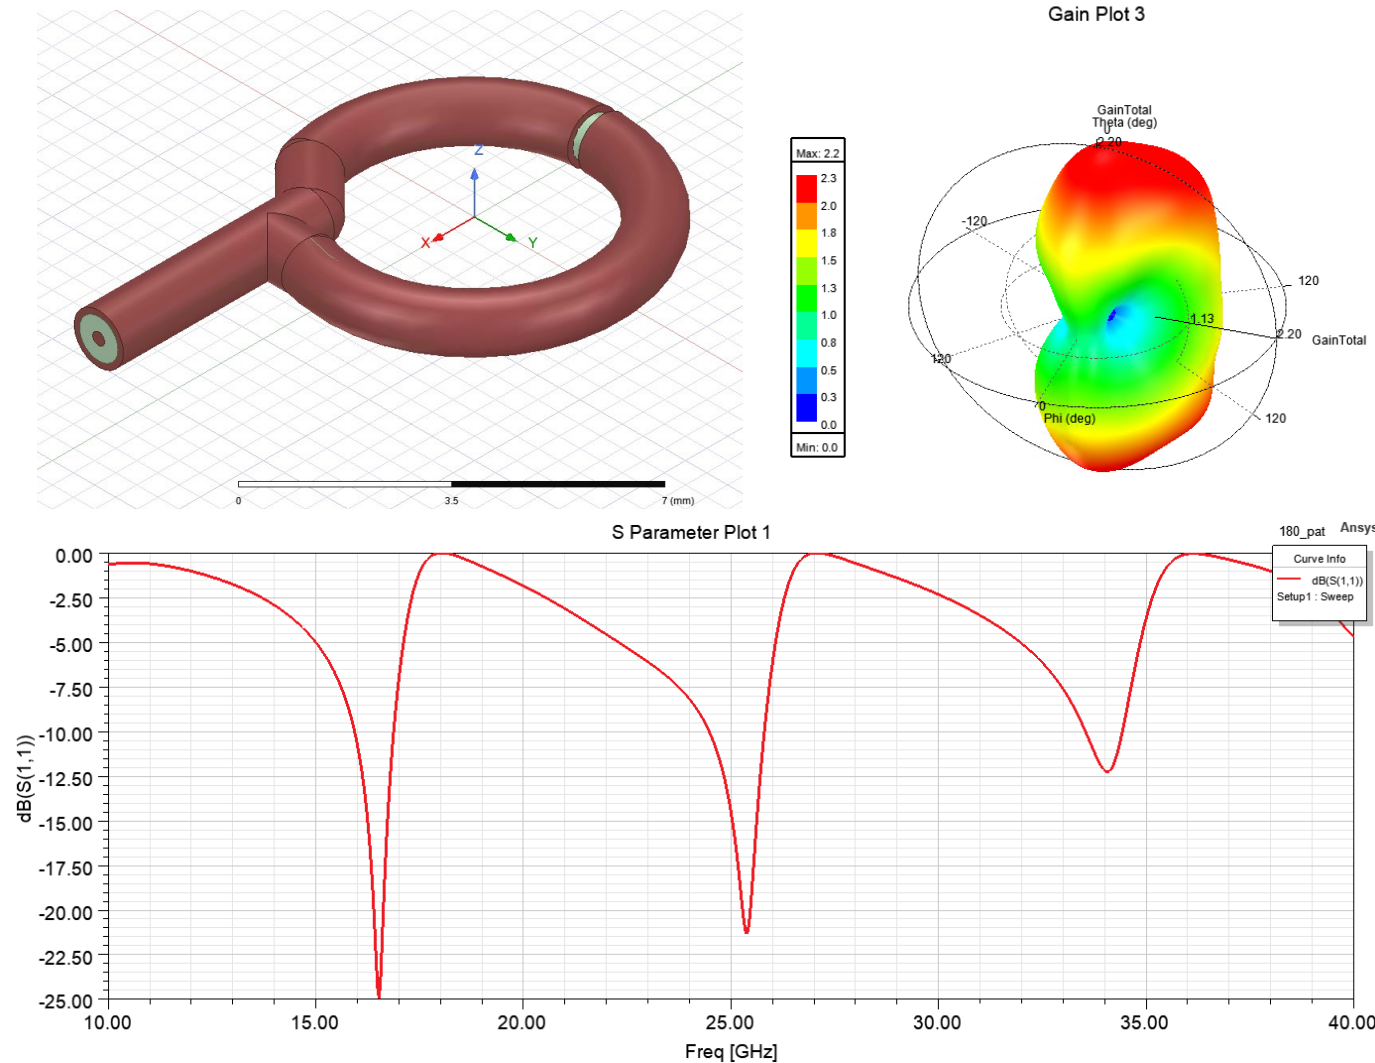 Z
X
Y
0
3.5
7 (mm)
Gain Plot 3
GainTotal
Theta (deg)
0
2.20
Max: 2.2
2.3
2.0
1.8
1.5
1.3
1.0
0.8
0.5
0.3
0.0
Min: 0.0
-120
120
1.13
2.20
GainTotal
120
Phi (deg)
120
S Parameter Plot 1
180_pat
Ansys
Curve Info
dB(S(1,1))
Setup1 : Sweep
dB(S(1,1))
0.00
-2.50
-5.00
-7.50
-10.00
-12.50
-15.00
-17.50
-20.00
-22.50
-25.00
10.00
15.00
20.00
25.00
30.00
35.00
40.00
Freq [GHz]